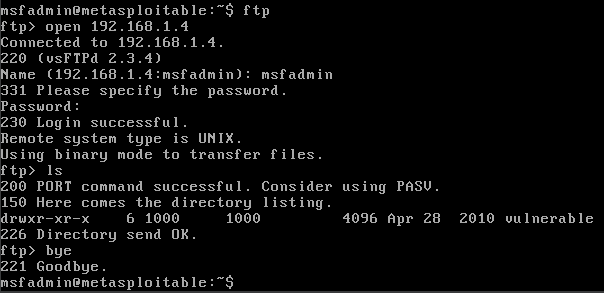 msfadmin@metasploitable:~$ ftp
ftp> open 192.168.1.4
Connected to 192.168.1.4.
220 (vsFTPd 2.3.4)
Name (192.168.1.4:msfadmin): msfadmin
331 Please specify the password.
Password:
230 Login successful.
Remote system type is UNIX.
Using binary mode to transfer files.
ftp> ls
200 PORT command successful. Consider using PASV.
150 Here comes the directory listing.
drwxr-xr-x    6 1000     1000         4096 Apr 28  2010 vulnerable
226 Directory send OK.
ftp> bye
221 Goodbye.
msfadmin@metasploitable:~$